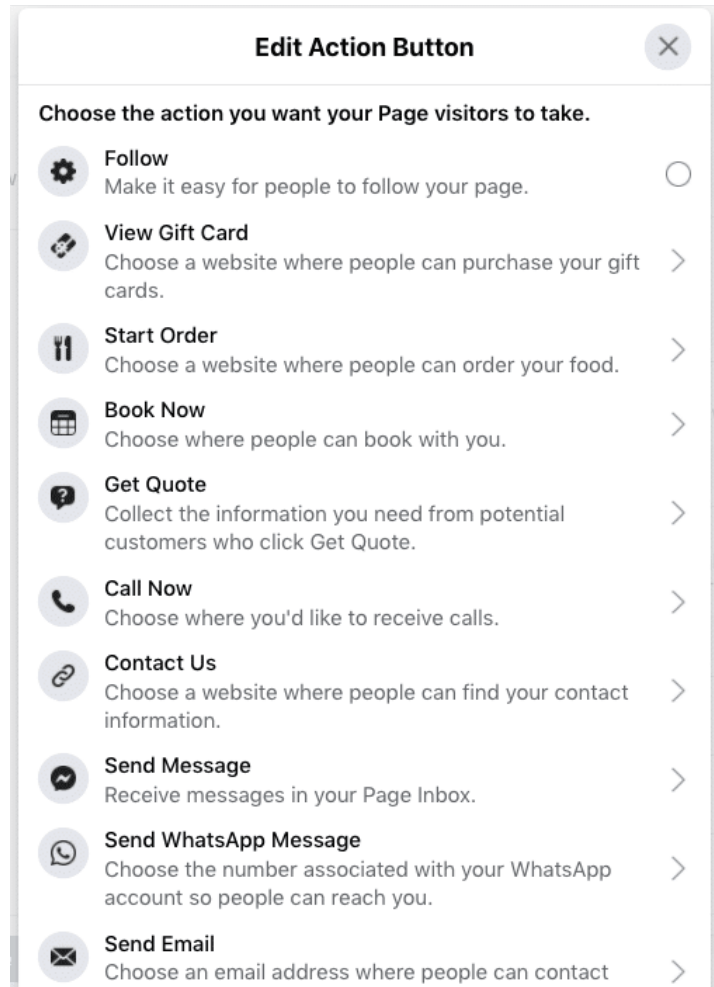 Edit Action Button
Choose the action you want your Page visitors to take.
Follow
Make it easy for people to follow your page.
View Gift Card
Choose a website where people can purchase your gift
cards.
Start Order
Choose a website where people can order your food.
Book Now
Choose where people can book with you.
Get Quote
Collect the information you need from potential
customers who click Get Quote.
Call Now
Choose where you'd like to receive calls.
Contact Us
Choose a website where people can find your contact
information.
Send Message
Receive messages in your Page Inbox.
Send WhatsApp Message
Choose the number associated with your WhatsApp
account so people can reach you.
Send Email
Choose an email address where people can contact